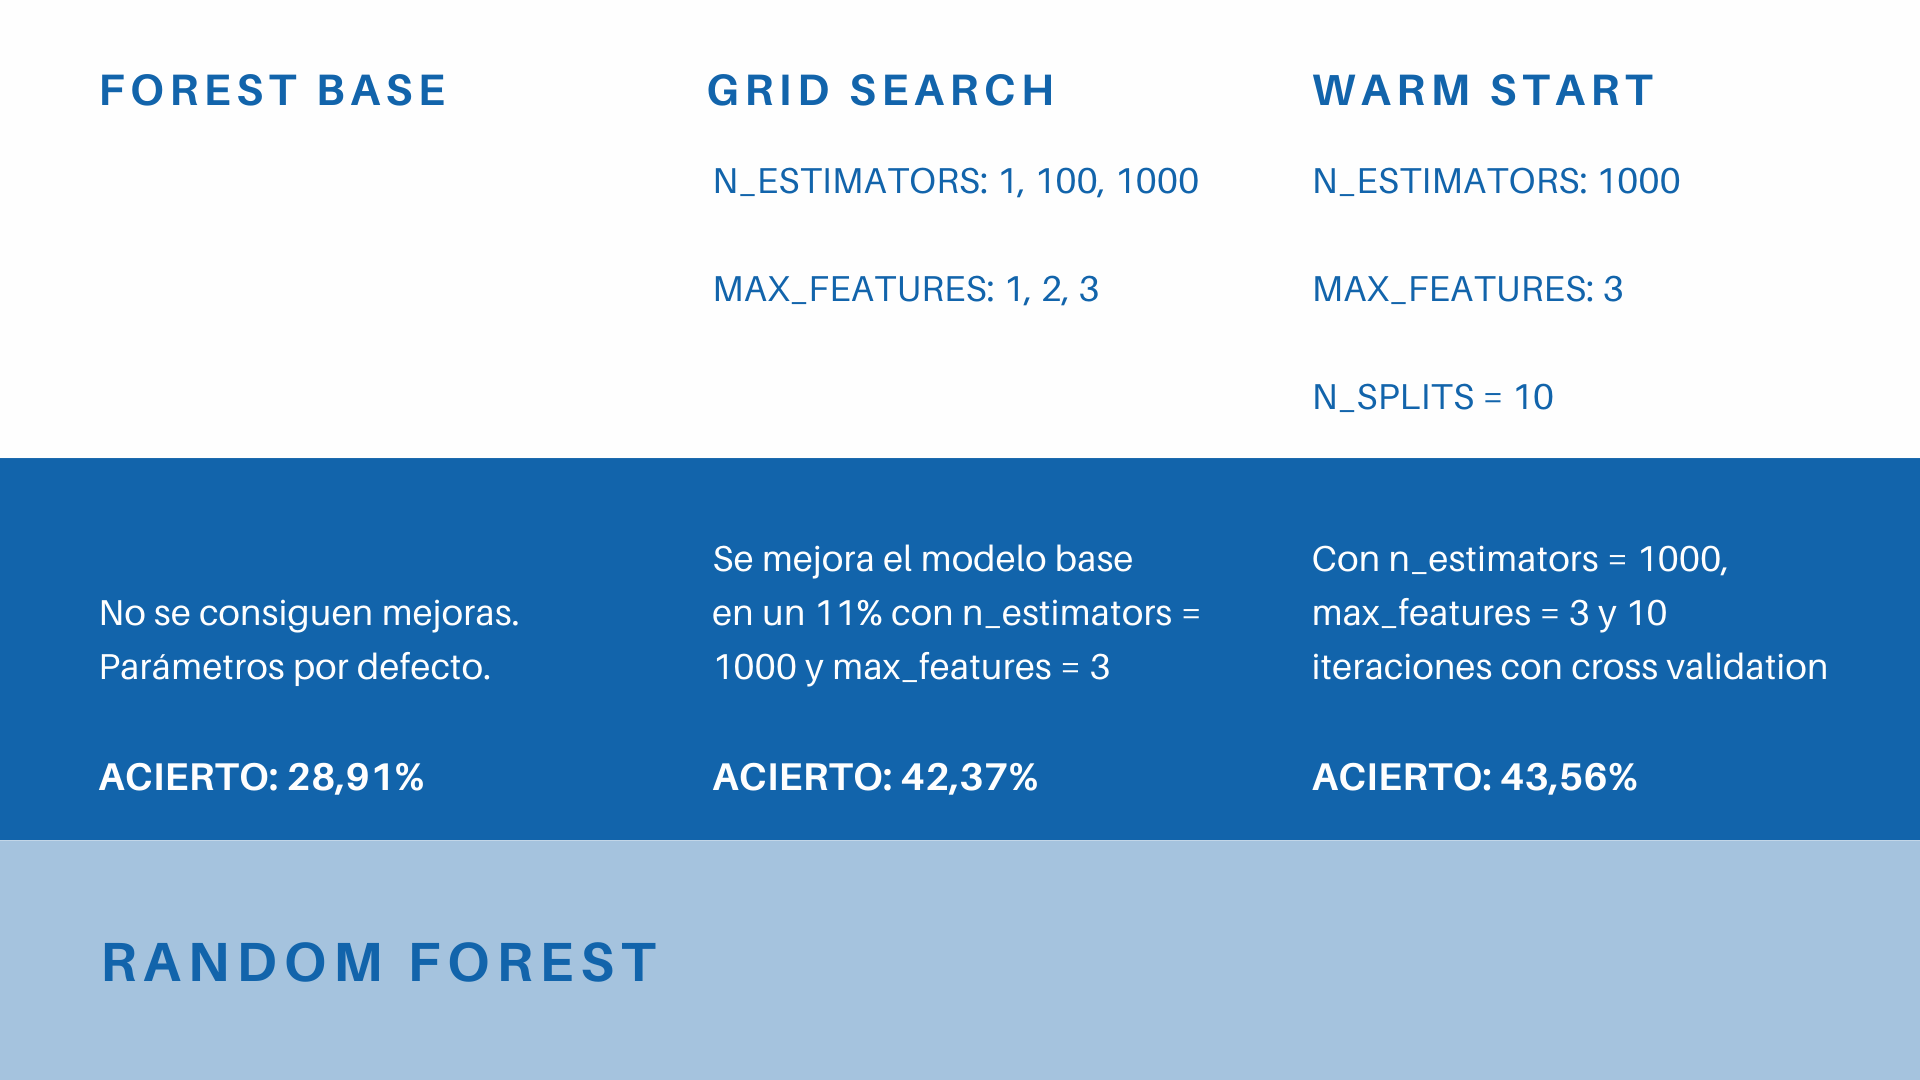 FOREST BASE
GRID SEARCH
N_ESTIMATORS: 1, 100, 1000
MAX_FEATURES: 1, 2, 3
WARM START
N_ESTIMATORS: 1000
MAX_FEATURES: 3
N_SPLITS = 10
No se consiguen mejoras.
Parámetros por defecto.
ACIERTO: 28,91%
Se mejora el modelo base
en un 11% con n_estimators =
1000 y max_features = 3
ACIERTO: 42,37%
Con n_estimators = 1000,
max_features = 3 y 10
iteraciones con cross validation
ACIERTO: 43,56%
RANDOM FOREST